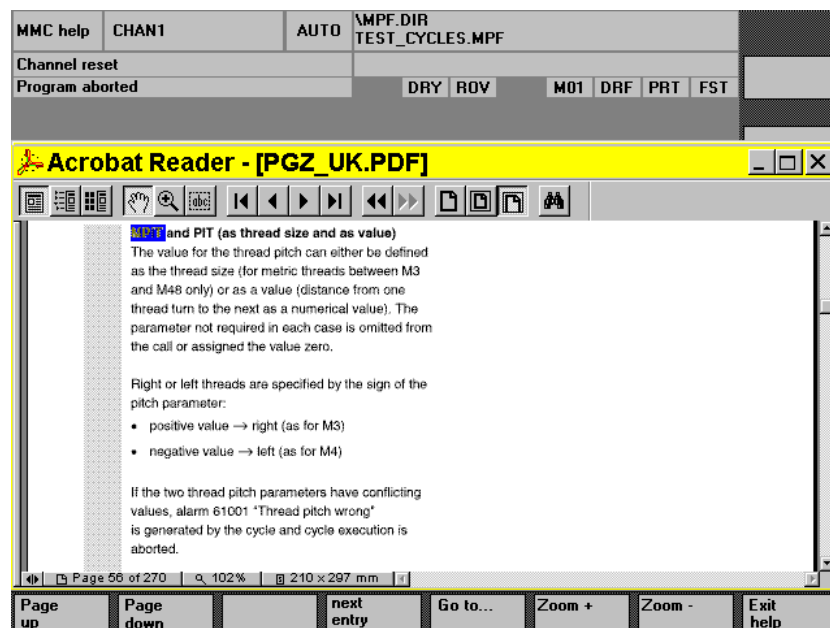 MMC help CHAN1 AUTO \MPF.DIR
TEST_CYCLES.MPF
Channel reset
Program aborted DRY ROV M01 DRF PRT FST
Acrobat Reader - [PGZ_UK.PDF]
abc
MPIT and PIT (as thread size and as value)
The value for the thread pitch can either be defined
as the thread size (for metric threads between M3
and M48 only) or as a value (distance from one
thread turn to the next as a numerical value). The
parameter not required in each case is omitted from
the call or assigned the value zero.
Right or left threads are specified by the sign of the
pitch parameter:
• positive value → right (as for M3)
• negative value → left (as for M4)
If the two thread pitch parameters have conflicting
values, alarm 61001 "Thread pitch wrong"
is generated by the cycle and cycle execution is
aborted.
Page 56 of 270 102% 210 × 297 mm
Page up
Page down
next entry
Go to...
Zoom +
Zoom -
Exit help